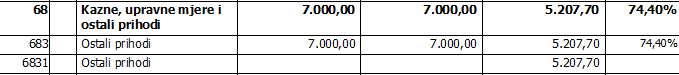 68 Kazne, upravne mjere i 7.000,00 7.000,00 5.207,70 74,40%
ostali prihodi
683 Ostali prihodi 7.000,00 7.000,00 5.207,70 74,40%
6831 Ostali prihodi 5.207,70